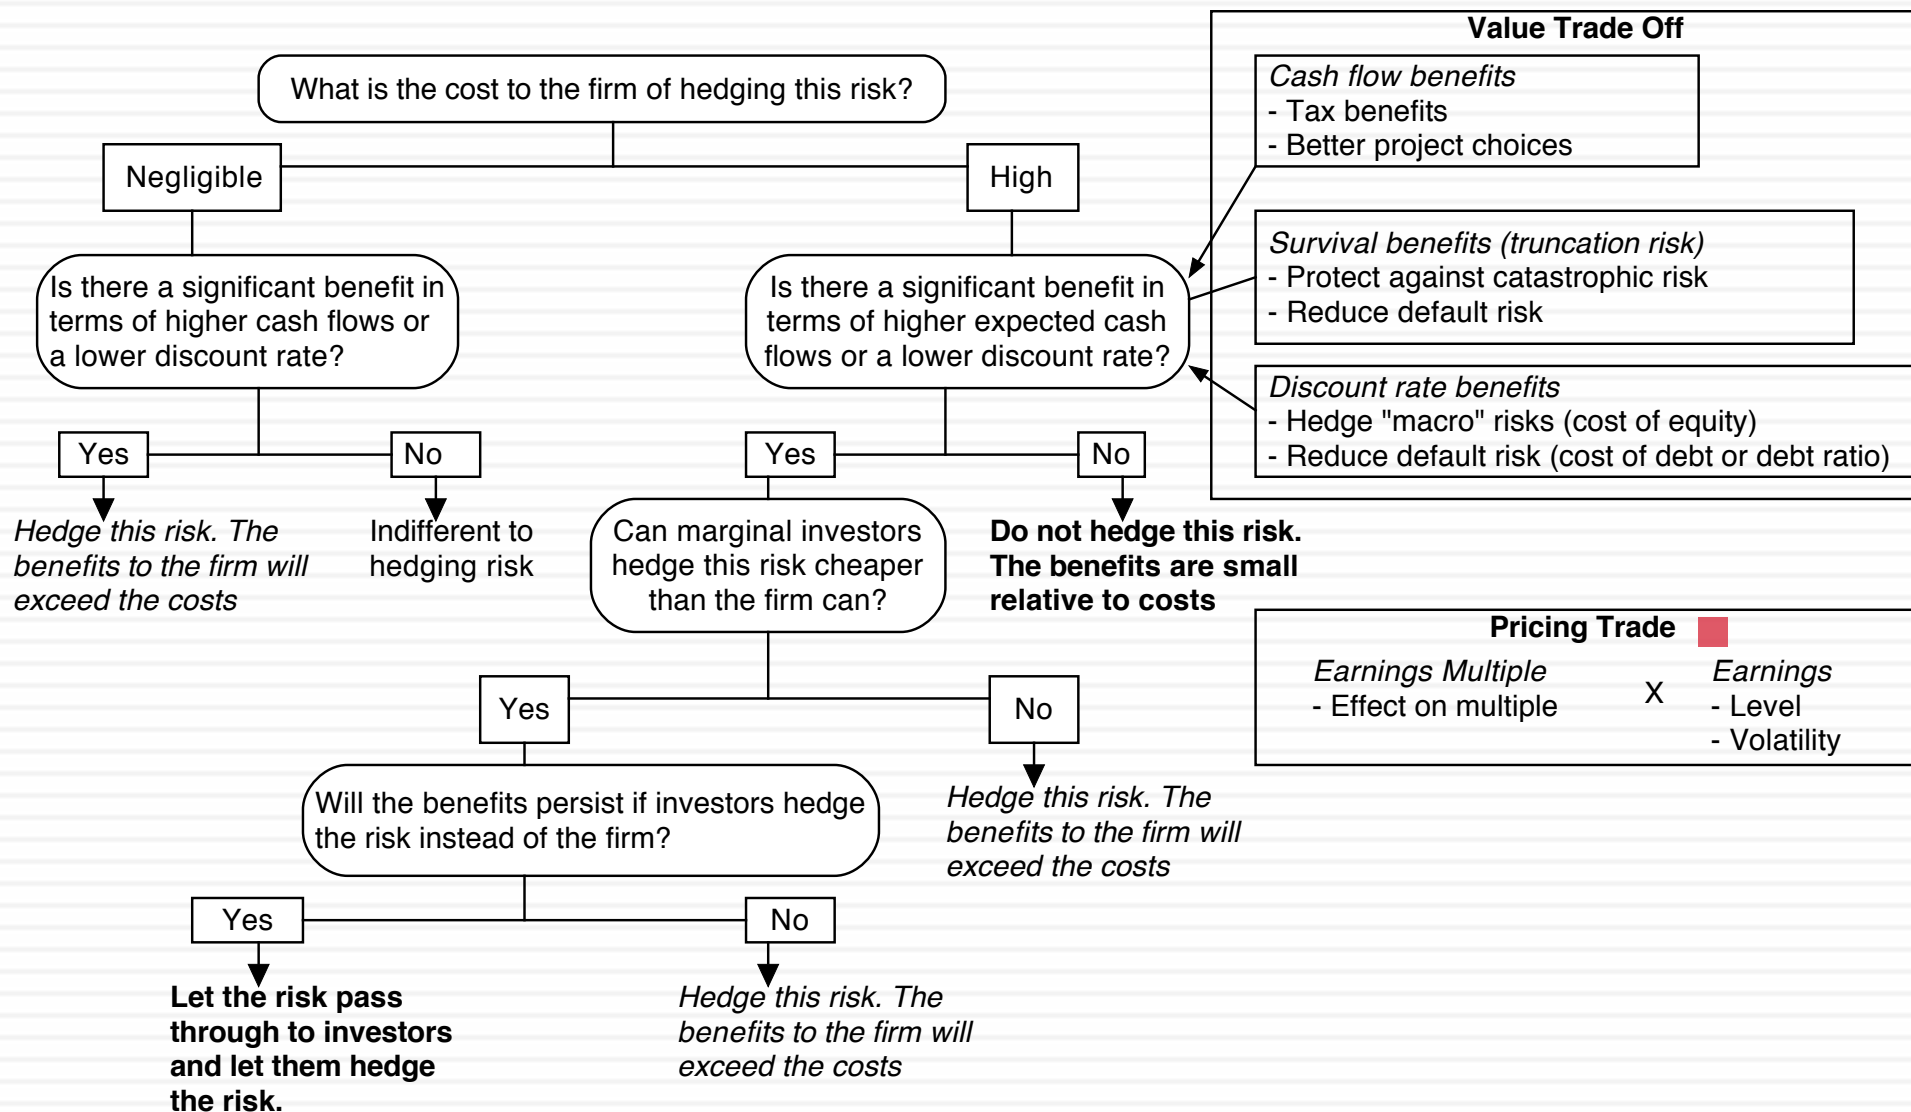 What is the cost to the firm of hedging this risk?
Negligible
High
Is there a significant benefit in
terms of higher cash flows or
a lower discount rate?
Is there a significant benefit in
terms of higher expected cash
flows or a lower discount rate?
Value Trade Off
Cash flow benefits
- Tax benefits
- Better project choices
Survival benefits (truncation risk)
- Protect against catastrophic risk
- Reduce default risk
Discount rate benefits
- Hedge "macro" risks (cost of equity)
- Reduce default risk (cost of debt or debt ratio)
Yes
No
Yes
No
Hedge this risk. The
benefits to the firm will
exceed the costs
Indifferent to
hedging risk
Can marginal investors
hedge this risk cheaper
than the firm can?
Do not hedge this risk.
The benefits are small
relative to costs
Pricing Trade
Earnings Multiple
- Effect on multiple
X
Earnings
- Level
- Volatility
Yes
No
Will the benefits persist if investors hedge
the risk instead of the firm?
Hedge this risk. The
benefits to the firm will
exceed the costs
Yes
No
Let the risk pass
through to investors
and let them hedge
the risk.
Hedge this risk. The
benefits to the firm will
exceed the costs